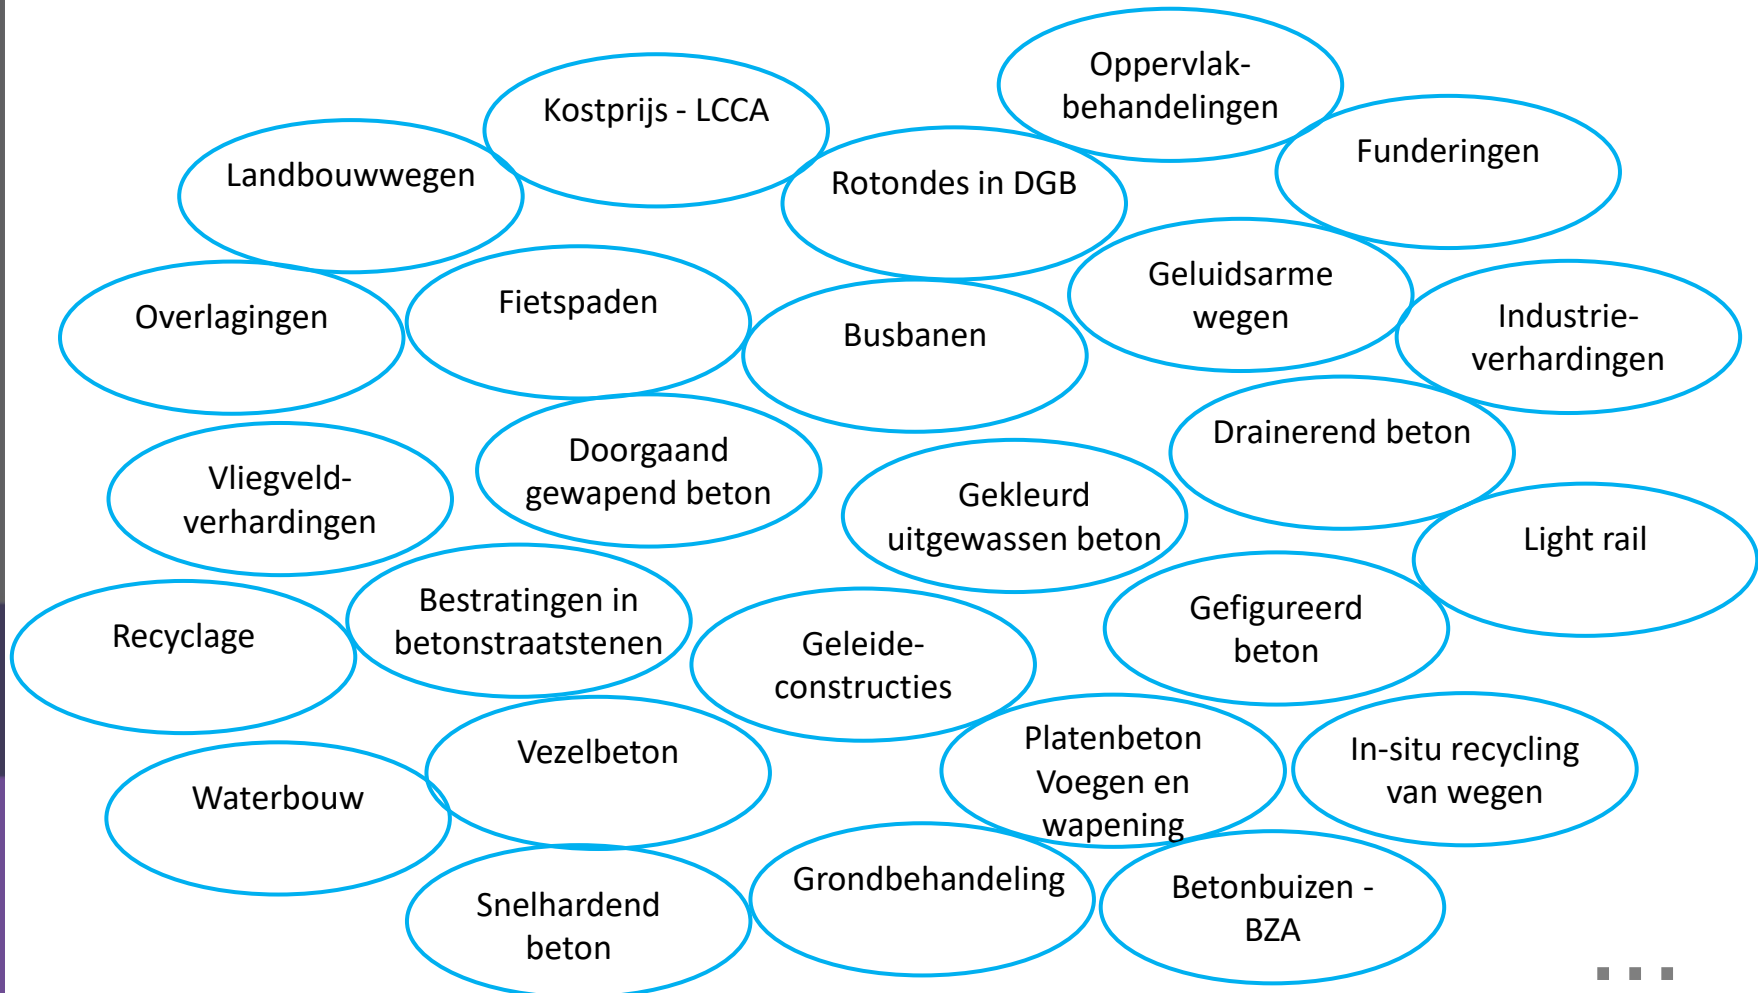 Oppervlak-
behandelingen
Kostprijs - LCCA
Funderingen
Landbouwwegen
Rotondes in DGB
Geluidsarme
wegen
Overlagingen
Fietspaden
Busbanen
Industrie-
verhardingen
Drainerend beton
Doorgaand
gewapend beton
Vliegveld-
verhardingen
Gekleurd
uitgewassen beton
Light rail
Bestratingen in
betonstraatstenen
Gefigureerd
beton
Recyclage
Geleide-
constructies
Platenbeton
Voegen en
wapening
In-situ recycling
van wegen
Vezelbeton
Waterbouw
Grondbehandeling
Betonbuizen -
BZA
Snelhardend
beton
...